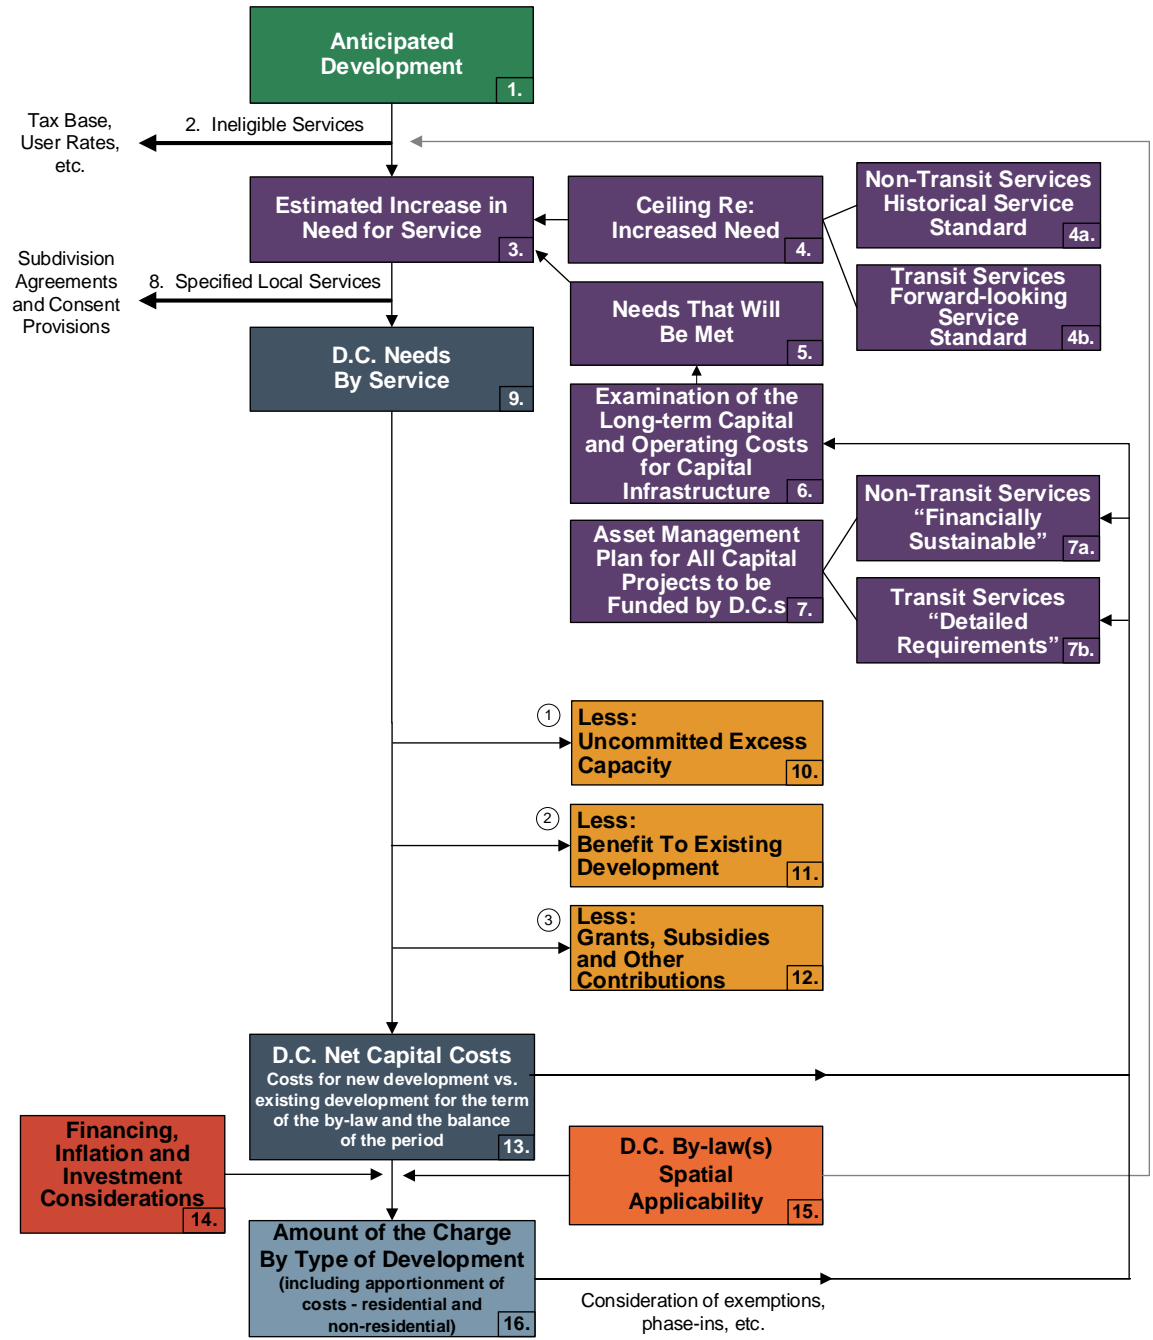 Anticipated
Development
1.
Tax Base,
User Rates,
etc.
2. Ineligible Services
Estimated Increase in
Need for Service
3.
Ceiling Re:
Increased Need
4.
Non-Transit Services
Historical Service
Standard
4a.
Transit Services
Forward-looking
Service
Standard
4b.
Subdivision
Agreements
and Consent
Provisions
8. Specified Local Services
Needs That Will
Be Met
5.
D.C. Needs
By Service
9.
Examination of the
Long-term Capital
and Operating Costs
for Capital
Infrastructure
6.
Non-Transit Services
“Financially
Sustainable”
7a.
Asset Management
Plan for All Capital
Projects to be
Funded by D.C.s
7.
Transit Services
“Detailed
Requirements”
7b.
1
Less:
Uncommitted Excess
Capacity
10.
2
Less:
Benefit To Existing
Development
11.
3
Less:
Grants, Subsidies
and Other
Contributions
12.
D.C. Net Capital Costs
Costs for new development vs.
existing development for the term
of the by-law and the balance
of the period
13.
Financing,
Inflation and
Investment
Considerations
14.
D.C. By-law(s)
Spatial
Applicability
15.
Amount of the Charge
By Type of Development
(including apportionment of
costs - residential and
non-residential)
16.
Consideration of exemptions,
phase-ins, etc.